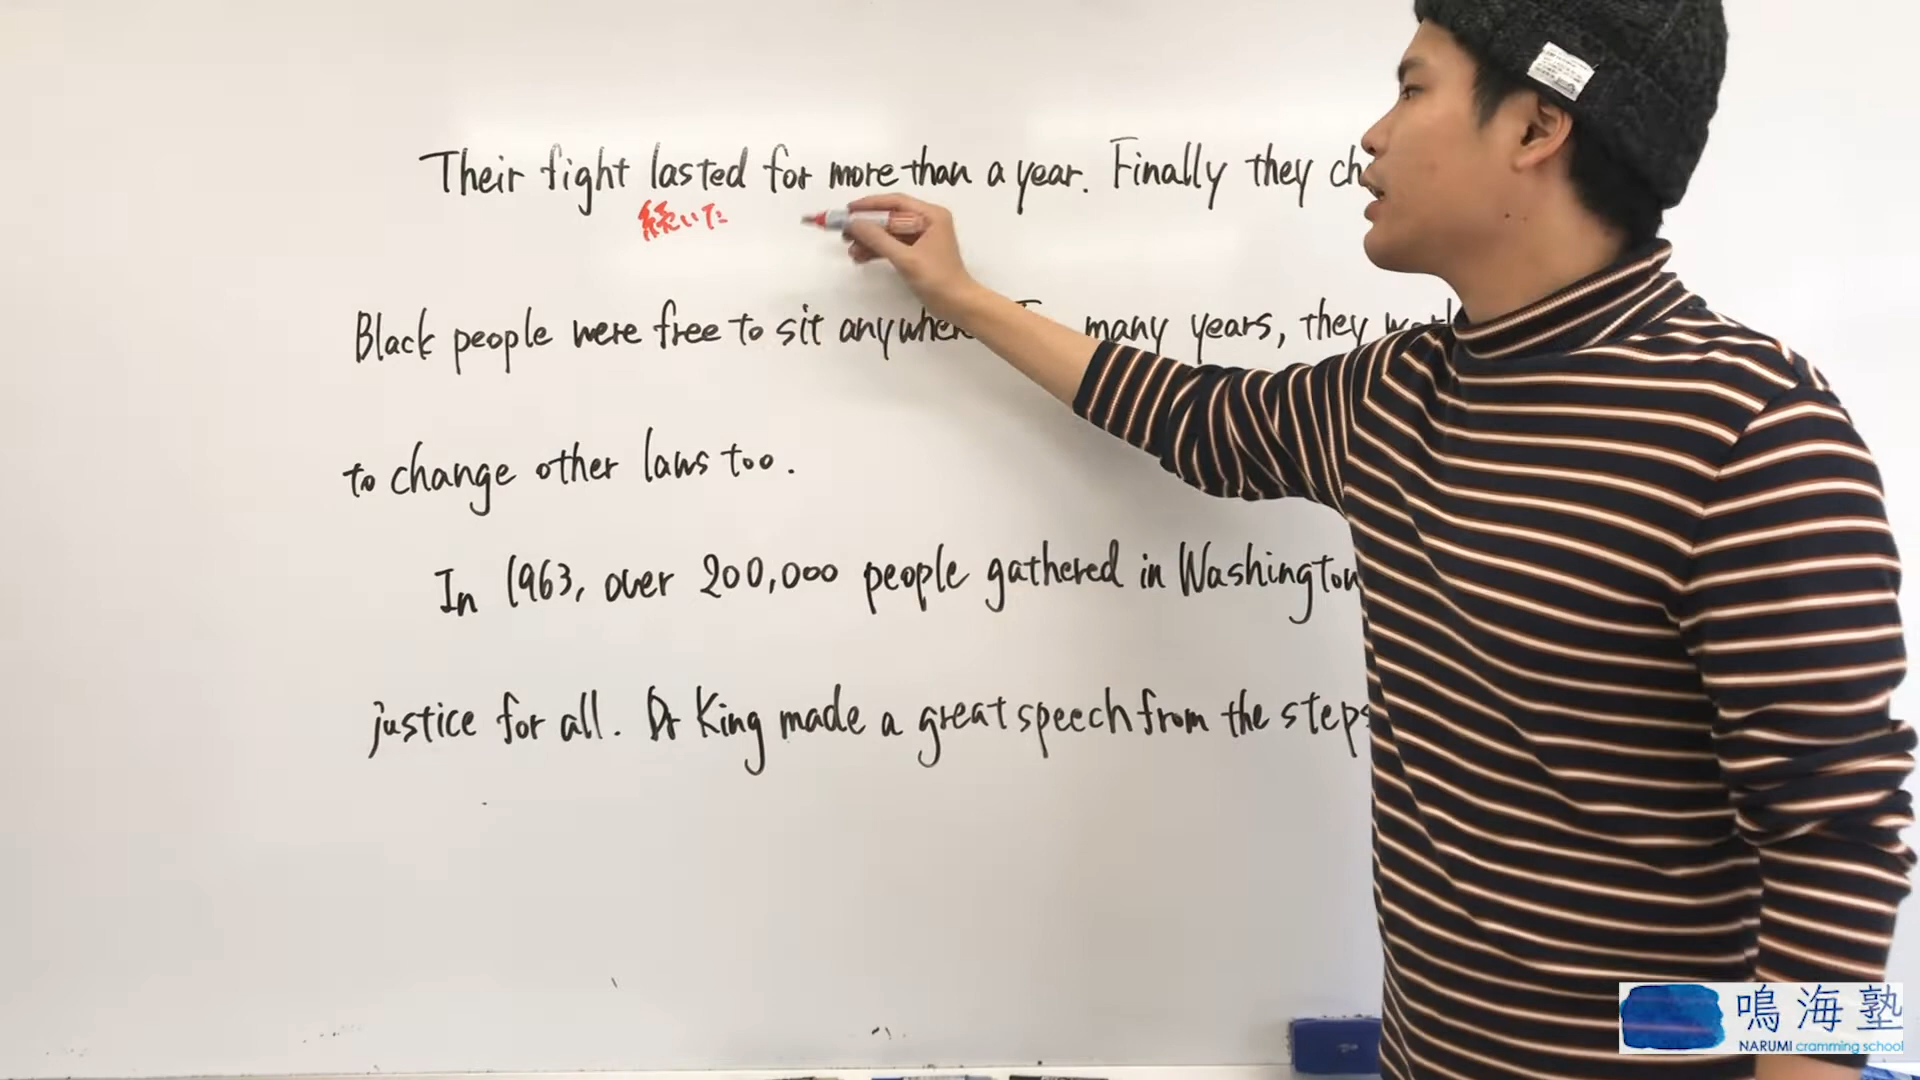 Their fight lasted for more than a year. Finally they ch
続いた
Black people were free to sit anywhere many years, they
to change other laws too.
In 1963, over 200,000 people gathered in Washington
justice for all. Dr King made a great speech from the steps
鳴海塾
NARUMI cramming school